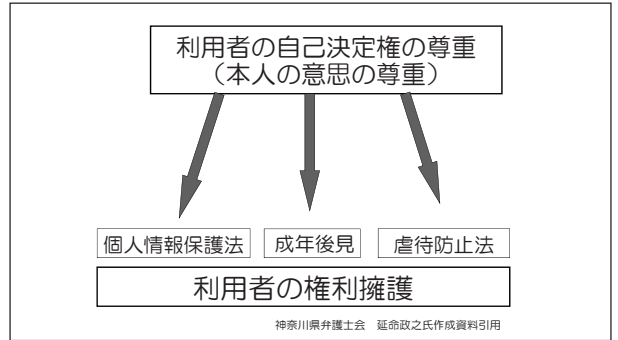 利用者の自己決定権の尊重
（本人の意思の尊重）
個人情報保護法 成年後見 虐待防止法
利用者の権利擁護
神奈川県弁護士会 延命政之氏作成資料引用